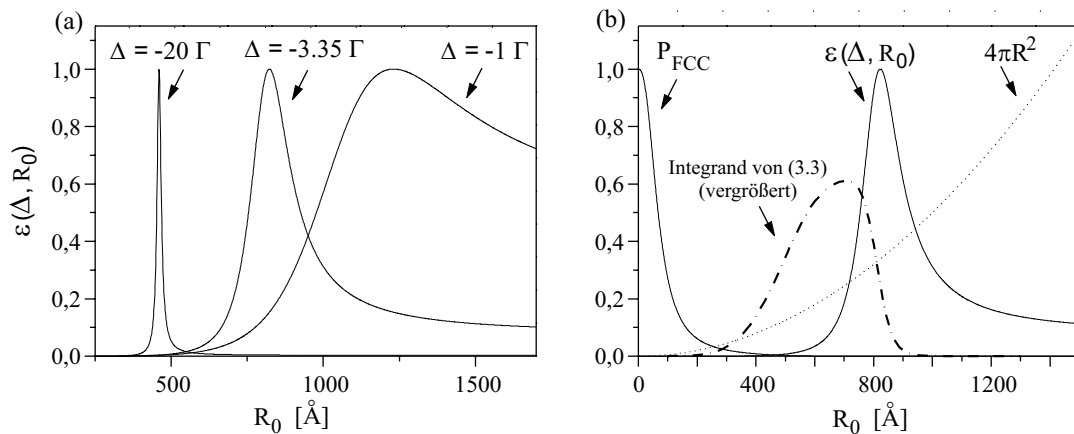 (a)
Δ = -20 Γ
Δ = -3.35 Γ
Δ = -1 Γ
1,0
0,8
0,6
0,4
0,2
0,0
ε(Δ, R₀)
500
1000
1500
R₀ [Å]
(b)
P_FCC
ε(Δ, R₀)
4πR²
Integrand von (3.3)
(vergrößert)
1,0
0,8
0,6
0,4
0,2
0,0
0
400
800
1200
R₀ [Å]